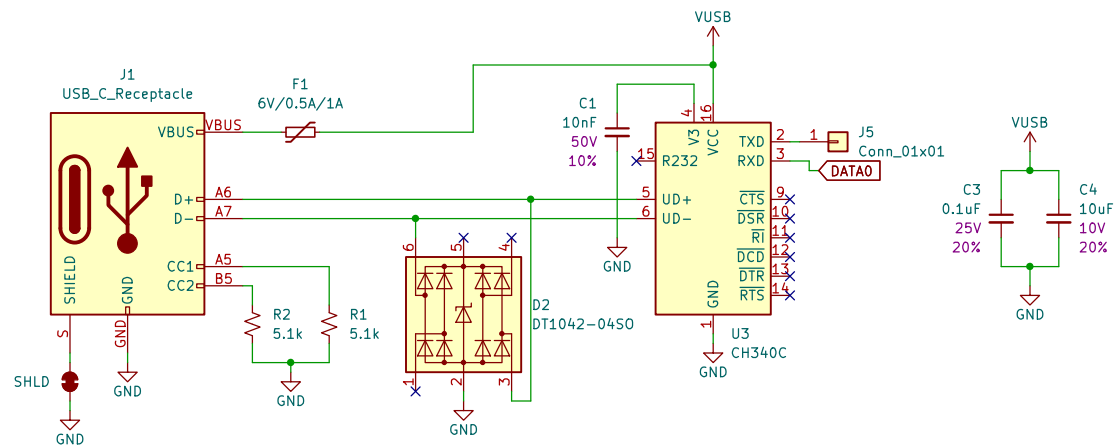 J1
USB_C_Receptacle
VBUS
VBUS
F1
6V/0.5A/1A
D+
A6
D-
A7
CC1
A5
CC2
B5
SHIELD
GND
S
GND
SHLD
GND
GND
R2
5.1k
R1
5.1k
GND
6
5
4
D2
DT1042-04SO
1
2
3
GND
C1
10nF
50V
10%
GND
VUSB
4
16
V3
VCC
15
R232
5
UD+
6
UD-
TXD
2
RXD
3
CTS
9
DSR
10
RI
11
DCD
12
DTR
13
RTS
14
GND
1
U3
CH340C
GND
1
J5
Conn_01x01
DATA0
VUSB
C3
0.1uF
25V
20%
C4
10uF
10V
20%
GND